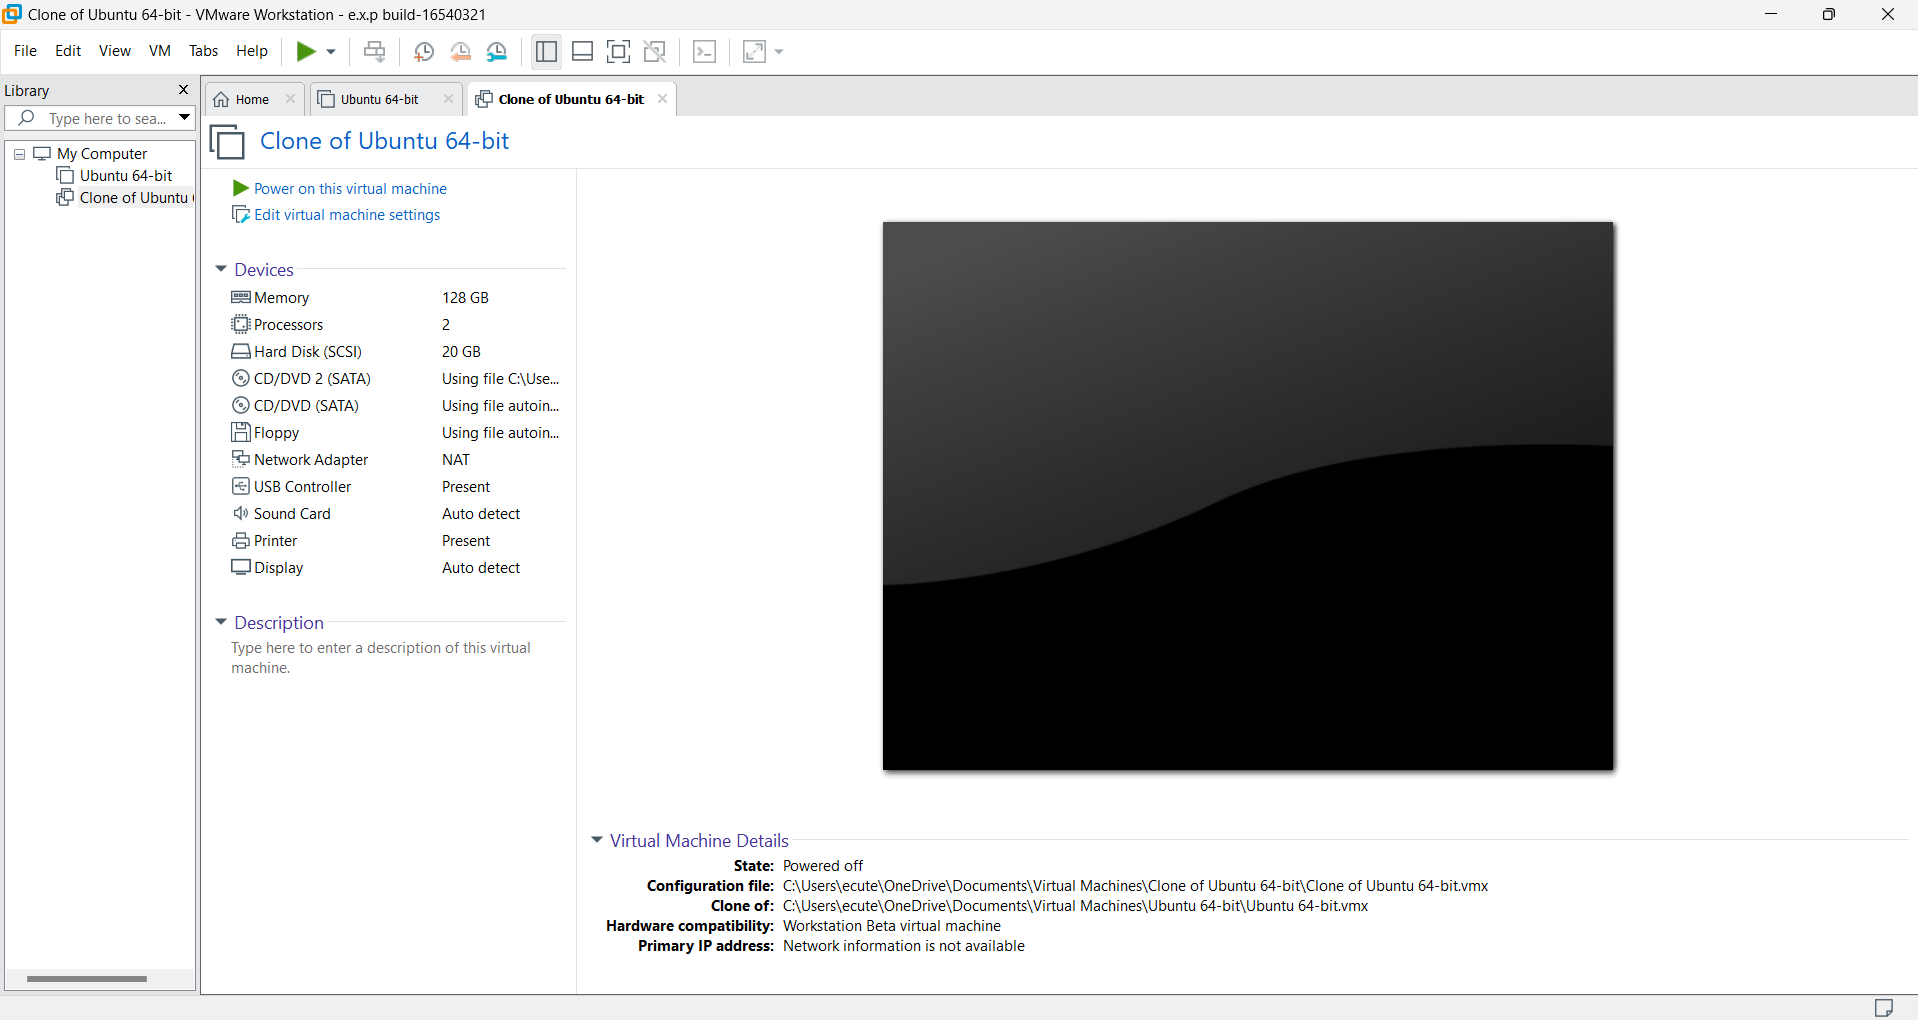 Clone of Ubuntu 64-bit - VMware Workstation - e.x.p build-16540321
File Edit View VM Tabs Help
Library
Home
Ubuntu 64-bit
Clone of Ubuntu 64-bit
Type here to sea...
Clone of Ubuntu 64-bit
My Computer
Ubuntu 64-bit
Clone of Ubuntu
Power on this virtual machine
Edit virtual machine settings
Devices
Memory 128 GB
Processors 2
Hard Disk (SCSI) 20 GB
CD/DVD 2 (SATA) Using file C:\Use...
CD/DVD (SATA) Using file autoin...
Floppy Using file autoin...
Network Adapter NAT
USB Controller Present
Sound Card Auto detect
Printer Present
Display Auto detect
Description
Type here to enter a description of this virtual
machine.
Virtual Machine Details
State: Powered off
Configuration file: C:\Users\ecute\OneDrive\Documents\Virtual Machines\Clone of Ubuntu 64-bit\Clone of Ubuntu 64-bit.vmx
Clone of: C:\Users\ecute\OneDrive\Documents\Virtual Machines\Ubuntu 64-bit\Ubuntu 64-bit.vmx
Hardware compatibility: Workstation Beta virtual machine
Primary IP address: Network information is not available